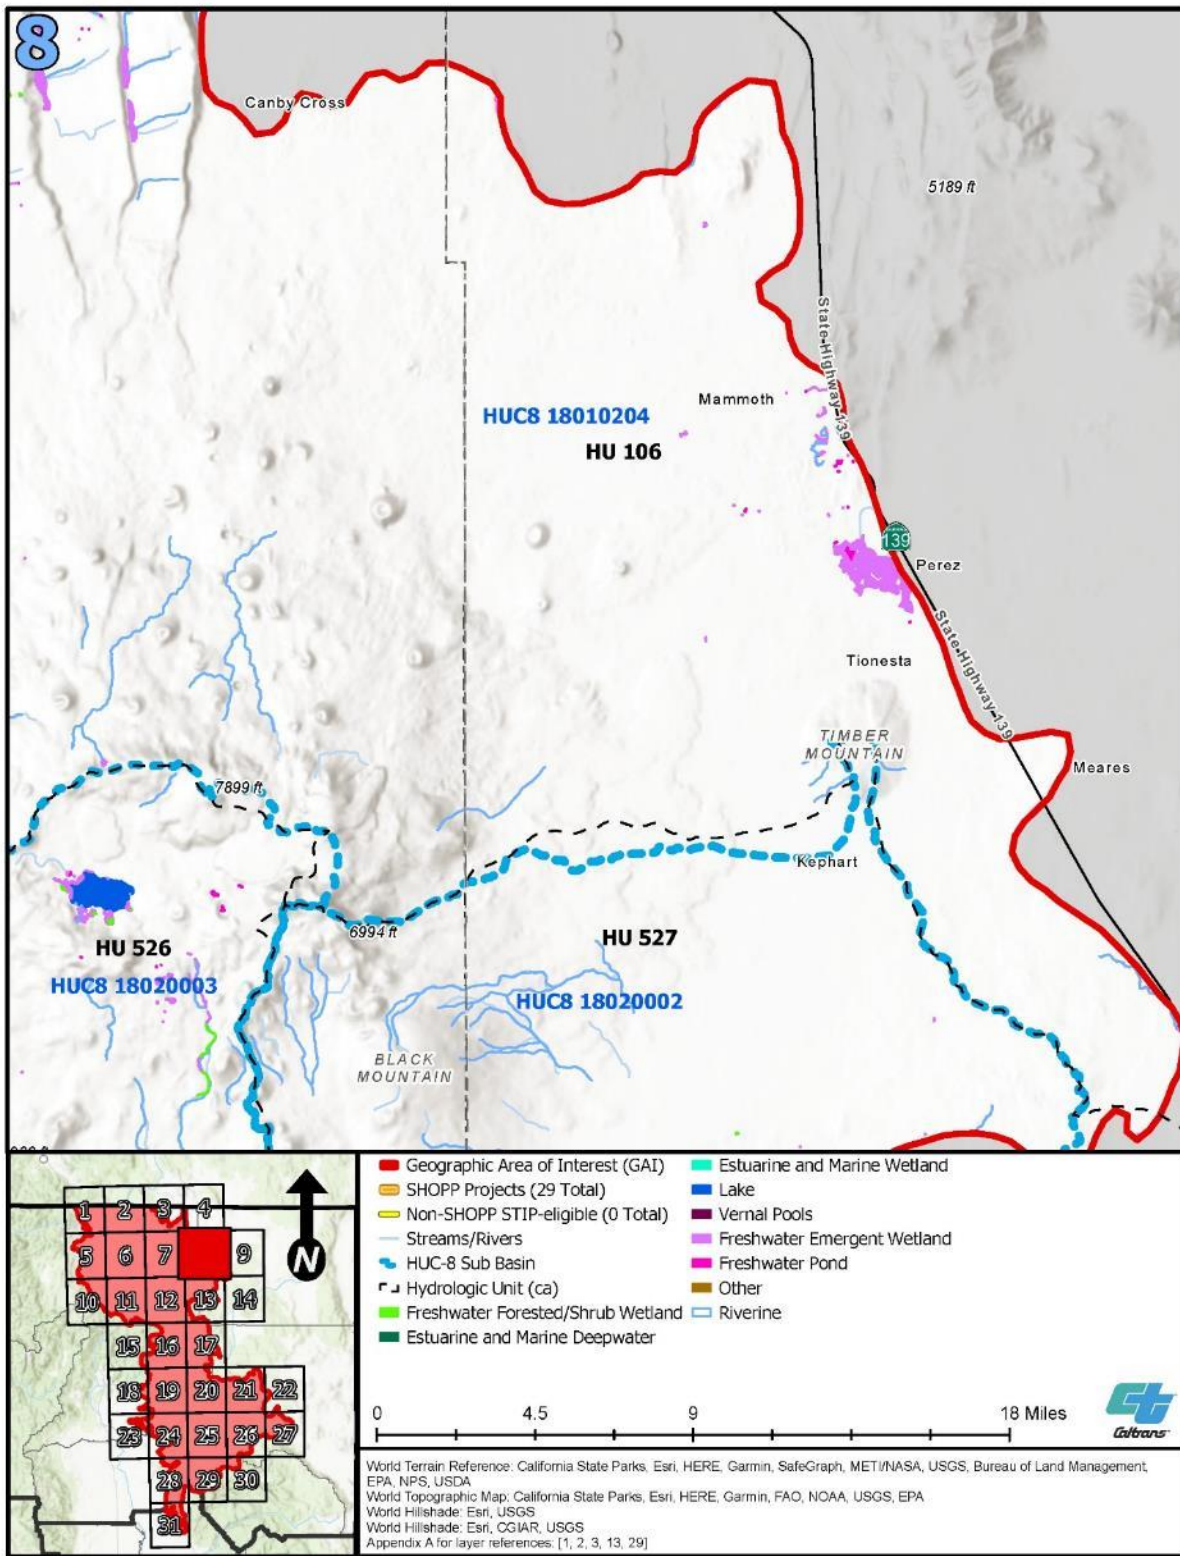 8
Canby Cross
5189 ft
State Highway 139
Mammoth
HUC8 18010204
HU 106
139
Perez
State Highway 139
Tionesta
TIMBER
MOUNTAIN
Meares
7899 ft
Kephart
6994 ft
HU 526
HU 527
HUC8 18020003
HUC8 18020002
BLACK
MOUNTAIN
1 2 3 4
5 6 7 9
10 11 12 13 14
15 16 17
18 19 20 21 22
23 24 25 26 27
28 29 30
31
N
Geographic Area of Interest (GAI)
SHOPP Projects (29 Total)
Non-SHOPP STIP-eligible (0 Total)
Streams/Rivers
HUC-8 Sub Basin
Hydrologic Unit (ca)
Freshwater Forested/Shrub Wetland
Estuarine and Marine Deepwater
Estuarine and Marine Wetland
Lake
Vernal Pools
Freshwater Emergent Wetland
Freshwater Pond
Other
Riverine
0 4.5 9 18 Miles
Caltrans
World Terrain Reference: California State Parks, Esri, HERE, Garmin, SafeGraph, METI/NASA, USGS, Bureau of Land Management,
EPA, NPS, USDA
World Topographic Map: California State Parks, Esri, HERE, Garmin, FAO, NOAA, USGS, EPA
World Hillshade: Esri, USGS
World Hillshade: Esri, CGIAR, USGS
Appendix A for layer references: [1, 2, 3, 13, 29]